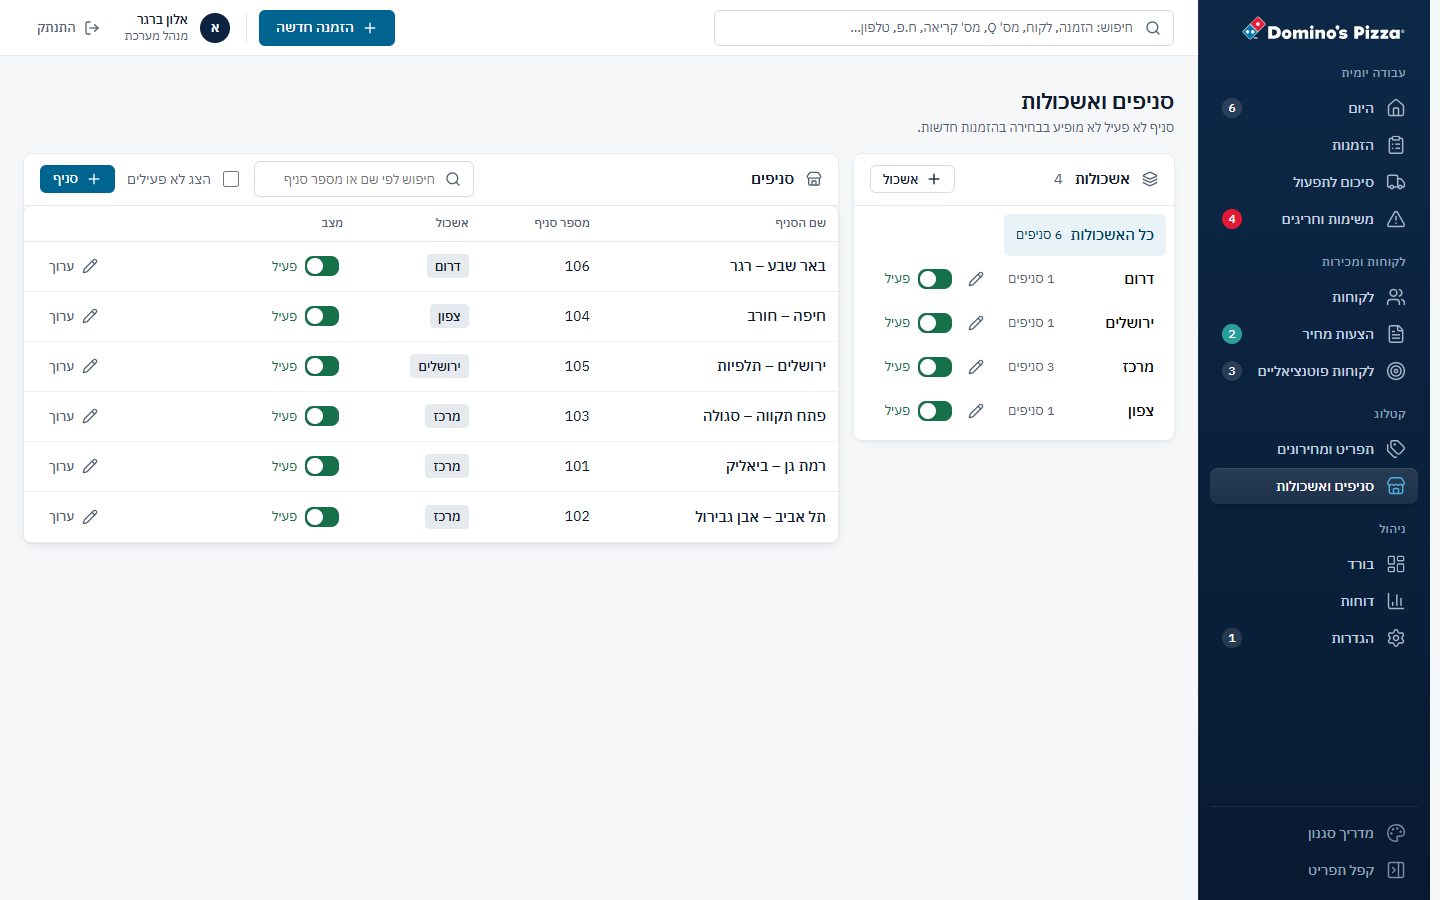 Domino's Pizza
עבודה יומית
היום 6
הזמנות
סיכום לתפעול
משימות וחריגים 4
לקוחות ומכירות
לקוחות
הצעות מחיר 2
לקוחות פוטנציאליים 3
קטלוג
תפריט ומחירונים
סניפים ואשכולות
ניהול
בורד
דוחות
הגדרות 1
מדריך סגנון
קפל תפריט
חיפוש: הזמנה, לקוח, מס' Q, מס' קריאה, ח.פ, טלפון...
הזמנה חדשה
א
אלון ברגר
מנהל מערכת
התנתק
סניפים ואשכולות
סניף לא פעיל לא מופיע בבחירה בהזמנות חדשות.
אשכולות 4
אשכול
כל האשכולות 6 סניפים
דרום 1 סניפים פעיל
ירושלים 1 סניפים פעיל
מרכז 3 סניפים פעיל
צפון 1 סניפים פעיל
סניפים
חיפוש לפי שם או מספר סניף
הצג לא פעילים
סניף
שם הסניף מספר סניף אשכול מצב
באר שבע – רגר 106 דרום פעיל ערוך
חיפה – חורב 104 צפון פעיל ערוך
ירושלים – תלפיות 105 ירושלים פעיל ערוך
פתח תקווה – סגולה 103 מרכז פעיל ערוך
רמת גן – ביאליק 101 מרכז פעיל ערוך
תל אביב – אבן גבירול 102 מרכז פעיל ערוך